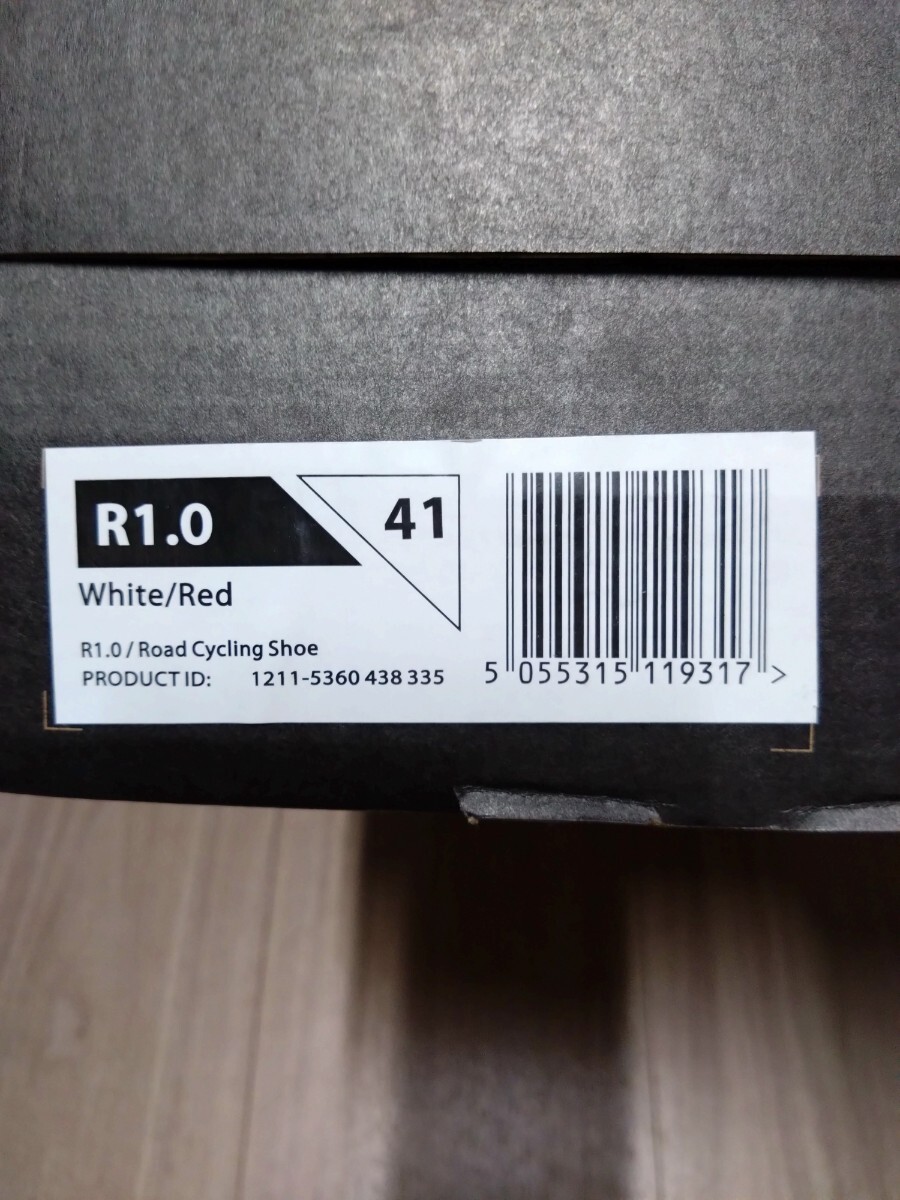 R1.0
41
White/Red
R1.0 / Road Cycling Shoe
PRODUCT ID: 1211-5360 438 335
5 055315 119317 >